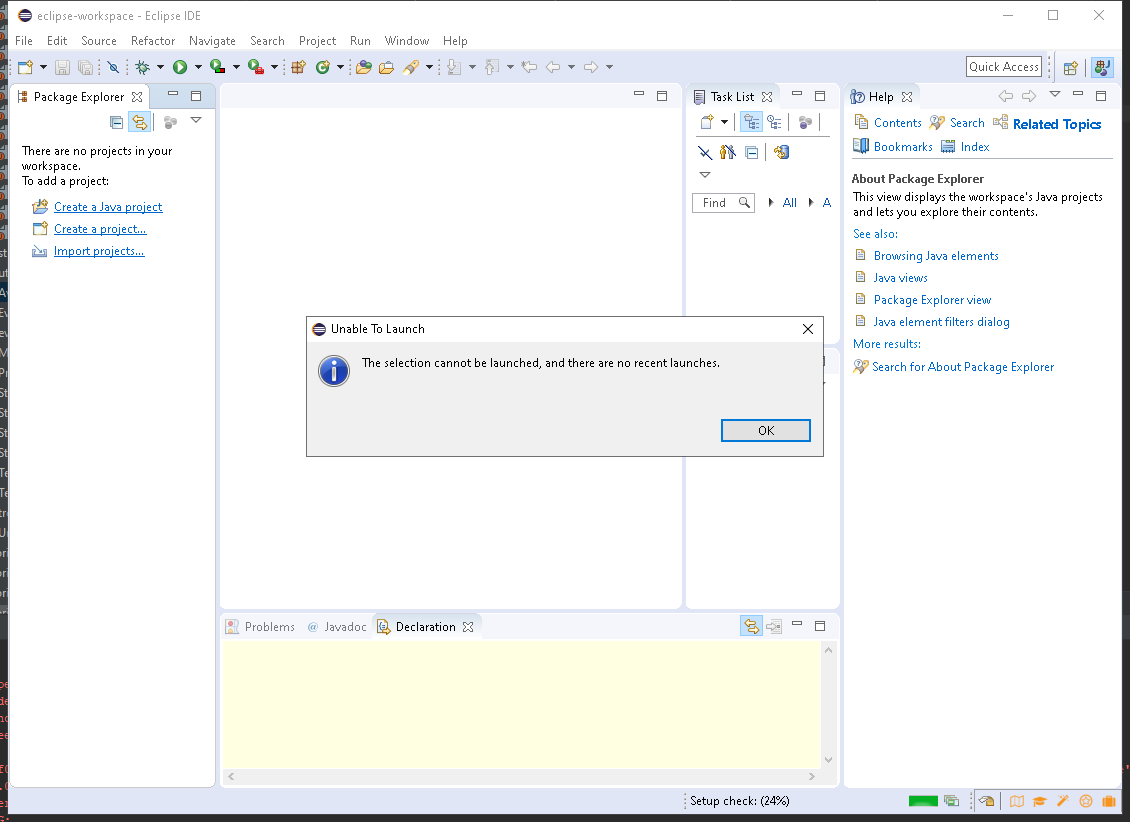 eclipse-workspace - Eclipse IDE
File Edit Source Refactor Navigate Search Project Run Window Help
Quick Access
Package Explorer
There are no projects in your
workspace.
To add a project:
Create a Java project
Create a project...
Import projects...
Task List
Find
All
A
Help
Contents Search Related Topics
Bookmarks Index
About Package Explorer
This view displays the workspace's Java projects
and lets you explore their contents.
See also:
Browsing Java elements
Java views
Package Explorer view
Java element filters dialog
More results:
Search for About Package Explorer
Unable To Launch
The selection cannot be launched, and there are no recent launches.
OK
Problems @ Javadoc Declaration
Setup check: (24%)